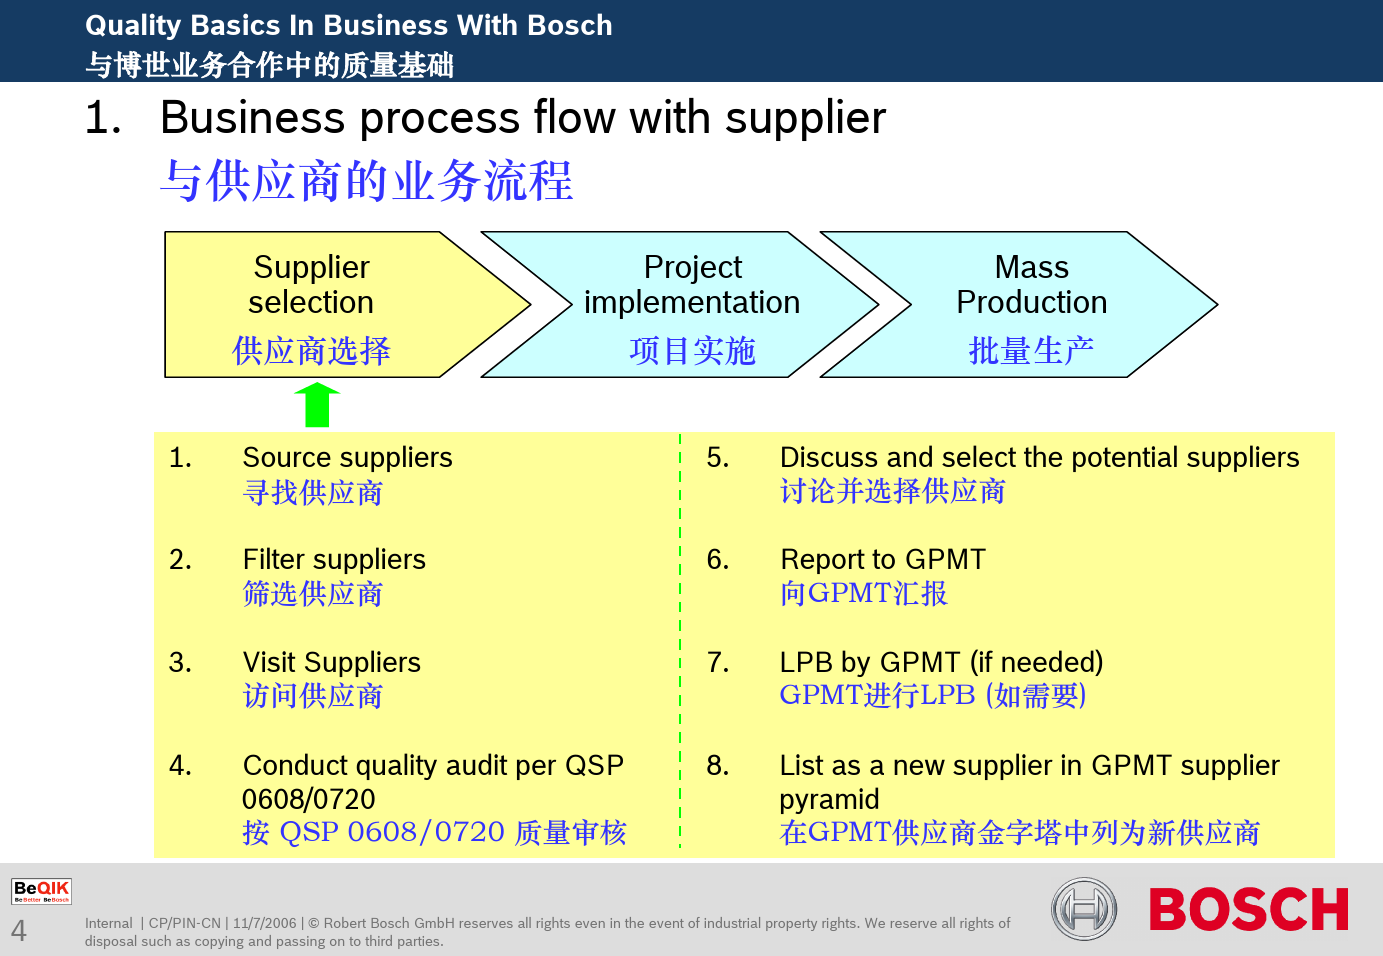 Quality Basics In Business With Bosch
与博世业务合作中的质量基础
1. Business process flow with supplier
与供应商的业务流程
Supplier
selection
供应商选择
Project
implementation
项目实施
Mass
Production
批量生产
1. Source suppliers
寻找供应商
2. Filter suppliers
筛选供应商
3. Visit Suppliers
访问供应商
4. Conduct quality audit per QSP
0608/0720
按 QSP 0608/0720 质量审核
5. Discuss and select the potential suppliers
讨论并选择供应商
6. Report to GPMT
向GPMT汇报
7. LPB by GPMT (if needed)
GPMT进行LPB (如需要)
8. List as a new supplier in GPMT supplier
pyramid
在GPMT供应商金字塔中列为新供应商
BeQIK
Be Better Be Bosch
4
Internal | CP/PIN-CN | 11/7/2006 | © Robert Bosch GmbH reserves all rights even in the event of industrial property rights. We reserve all rights of
disposal such as copying and passing on to third parties.
BOSCH